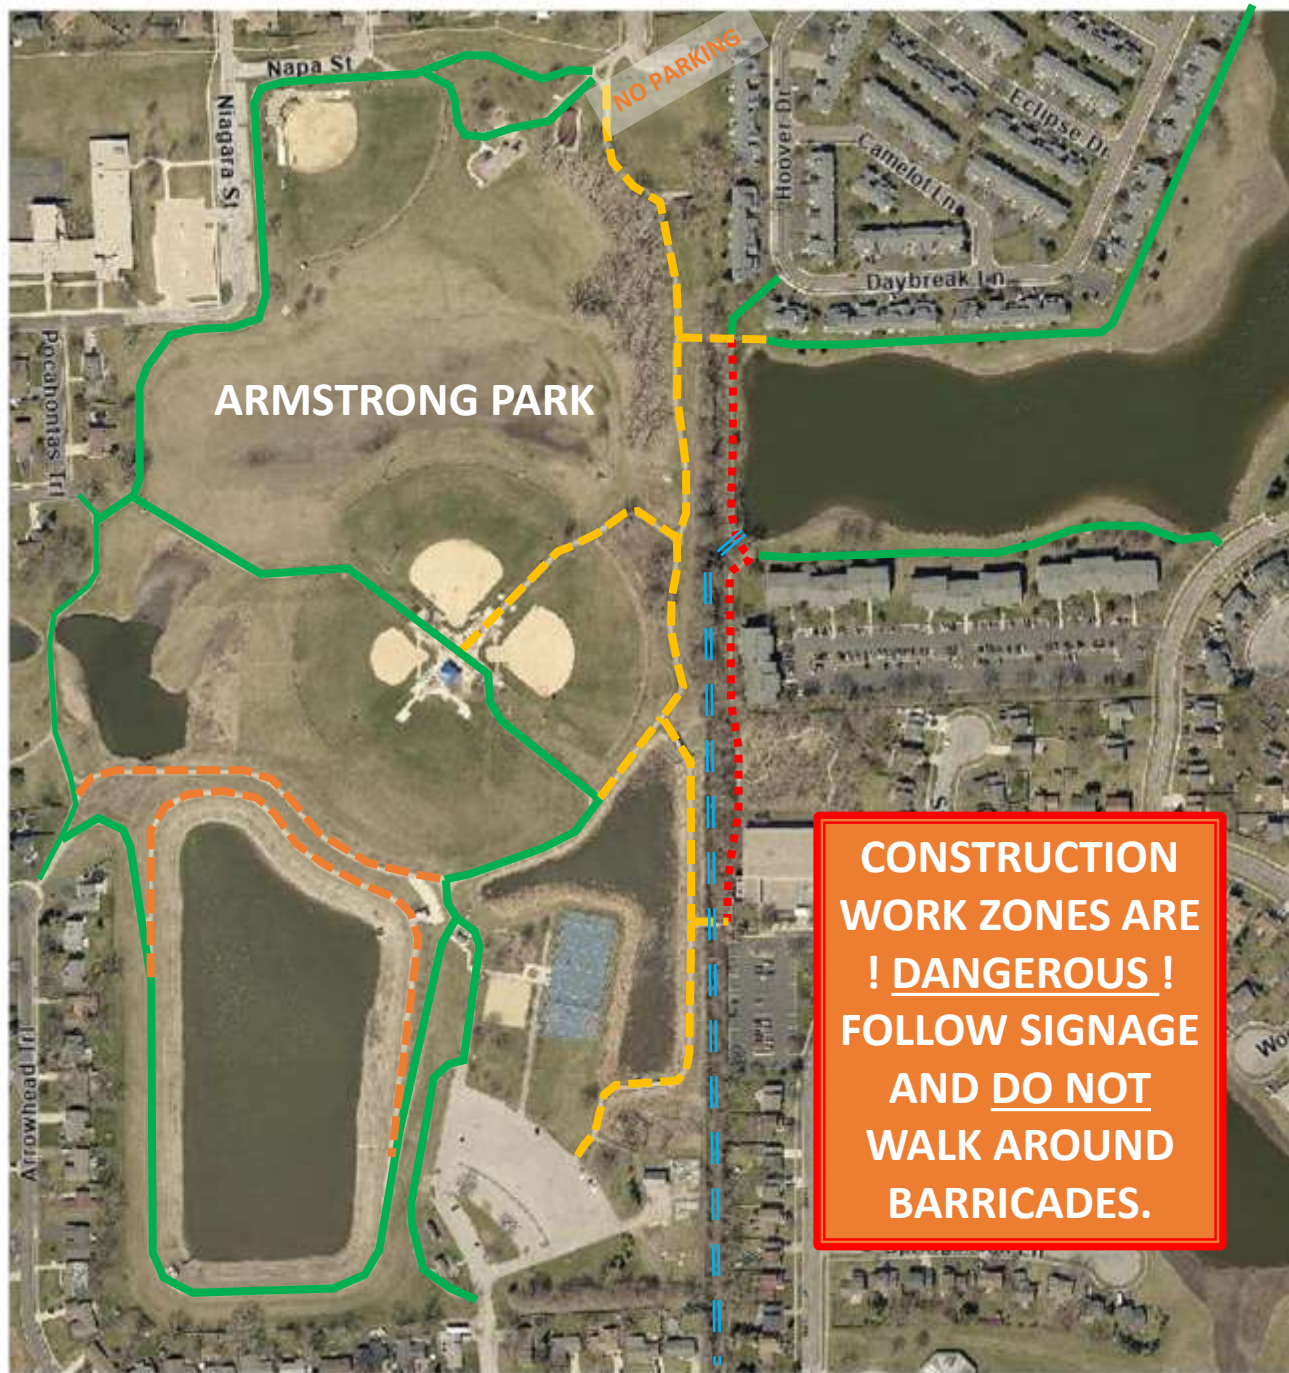 NO PARKING
Napa St
Niagara St
Hoover Dr
Eclipse Dr
Camelot Ln
Daybreak Ln
Pocahontas Trl
ARMSTRONG PARK
CONSTRUCTION
WORK ZONES ARE
! DANGEROUS !
FOLLOW SIGNAGE
AND DO NOT
WALK AROUND
BARRICADES.
Arrowhead Trl